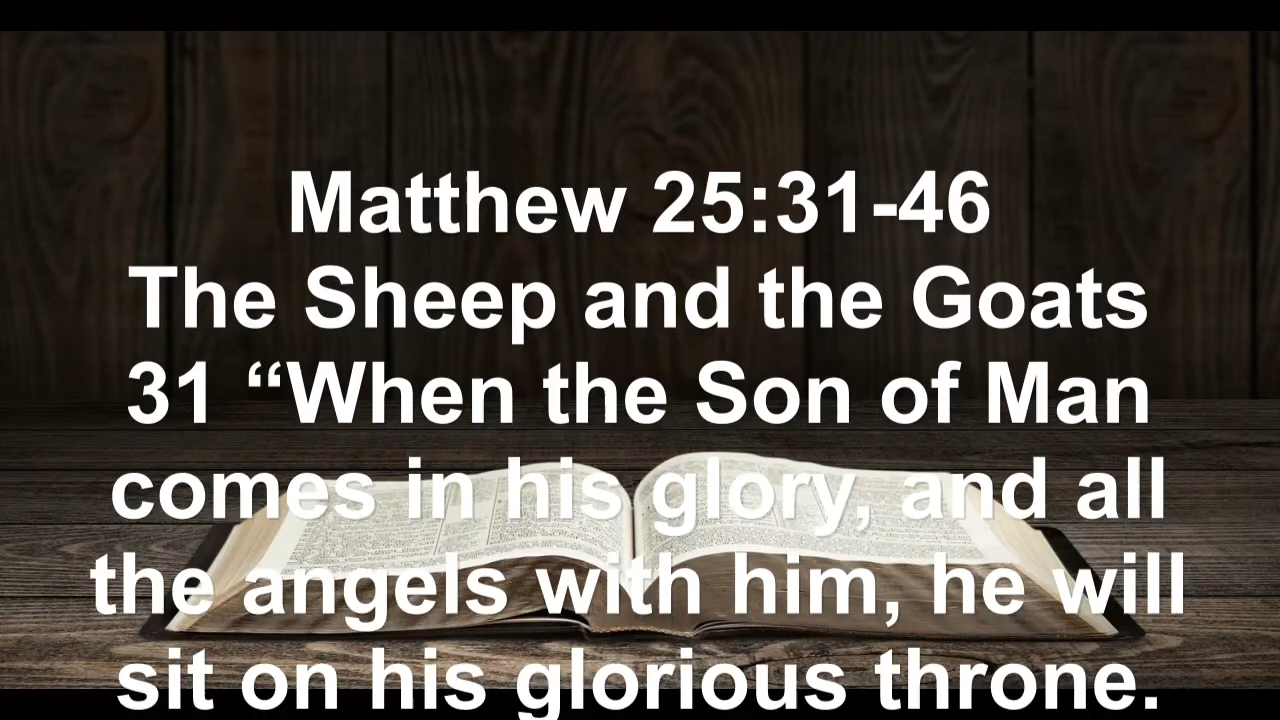 Matthew 25:31-46
The Sheep and the Goats
31 “When the Son of Man
comes in his glory, and all
the angels with him, he will
sit on his glorious throne.